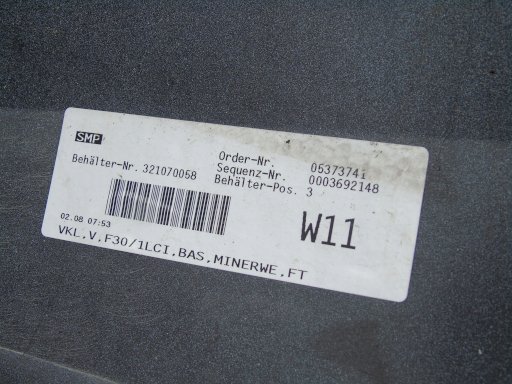 SMP
Order-Nr. 05373741
Behälter-Nr. 321070058 Sequenz-Nr. 0003692148
Behälter-Pos. 3
W11
02.08 07:53
VKL,V,F30/1LCI,BAS,MINERWE,FT